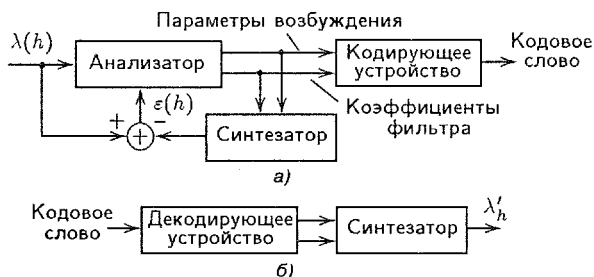 Параметры возбуждения
λ(h)
Анализатор
Кодирующее
устройство
Кодовое
слово
ε(h)
Коэффициенты
фильтра
+
+
−
Синтезатор
а)
Кодовое
слово
Декодирующее
устройство
Синтезатор
λ′h
б)